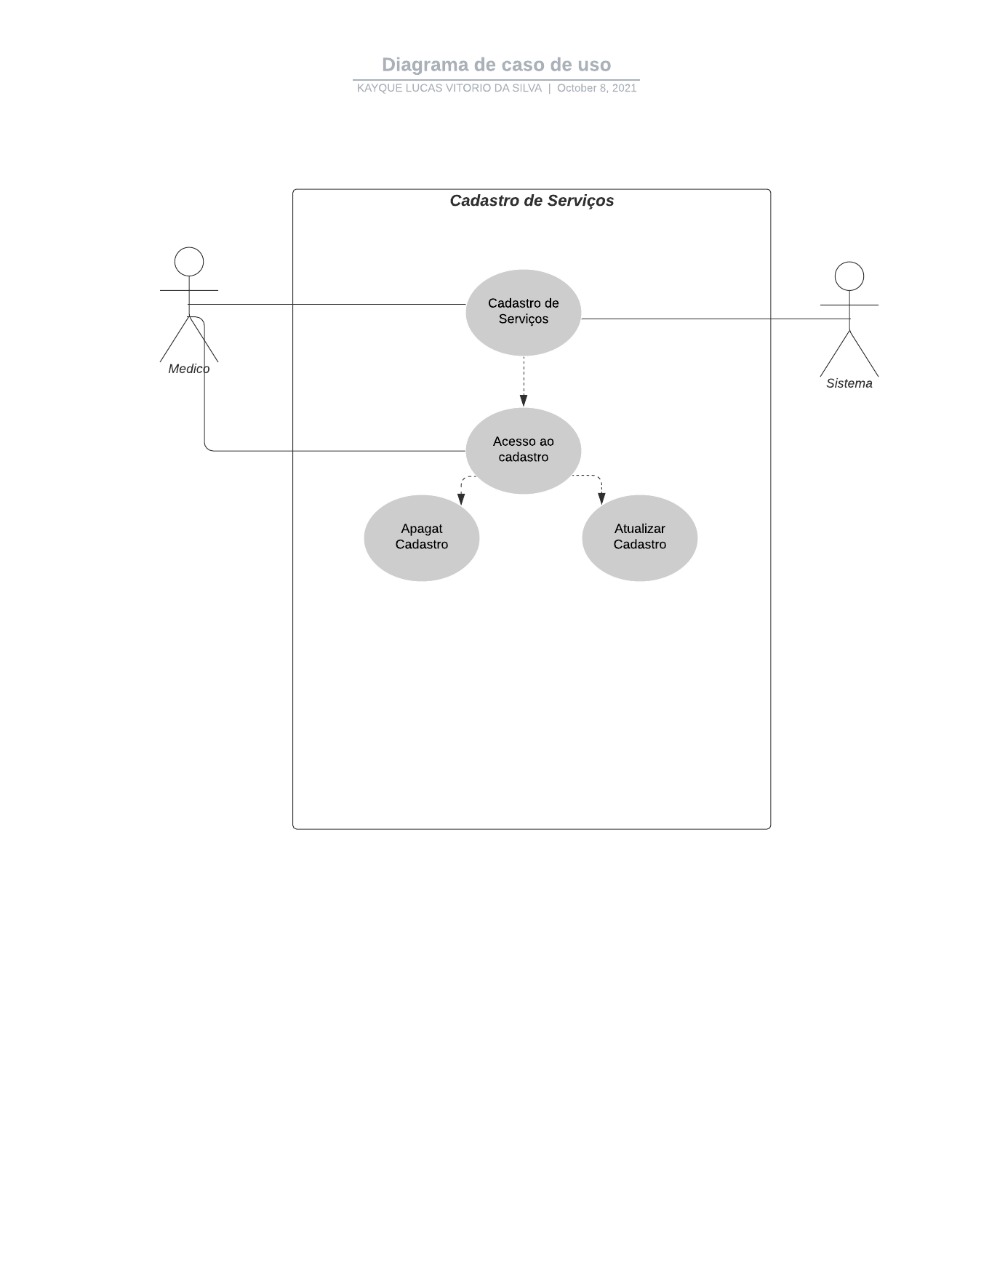 Diagrama de caso de uso
KAYQUE LUCAS VITORIO DA SILVA | October 8, 2021
Cadastro de Serviços
Cadastro de
Serviços
Medico
Sistema
Acesso ao
cadastro
Apagat
Cadastro
Atualizar
Cadastro